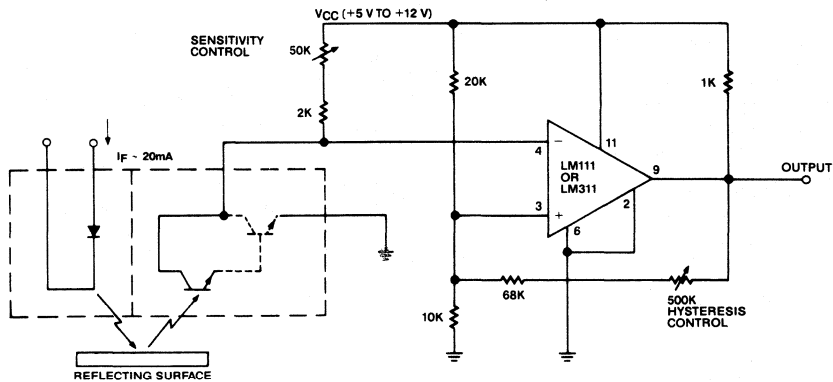 VCC (+5 V TO +12 V)
SENSITIVITY
CONTROL
50K
20K
1K
2K
IF ~ 20mA
4
−
11
LM111
OR
LM311
9
OUTPUT
3
+
2
6
68K
500K
HYSTERESIS
CONTROL
10K
REFLECTING SURFACE